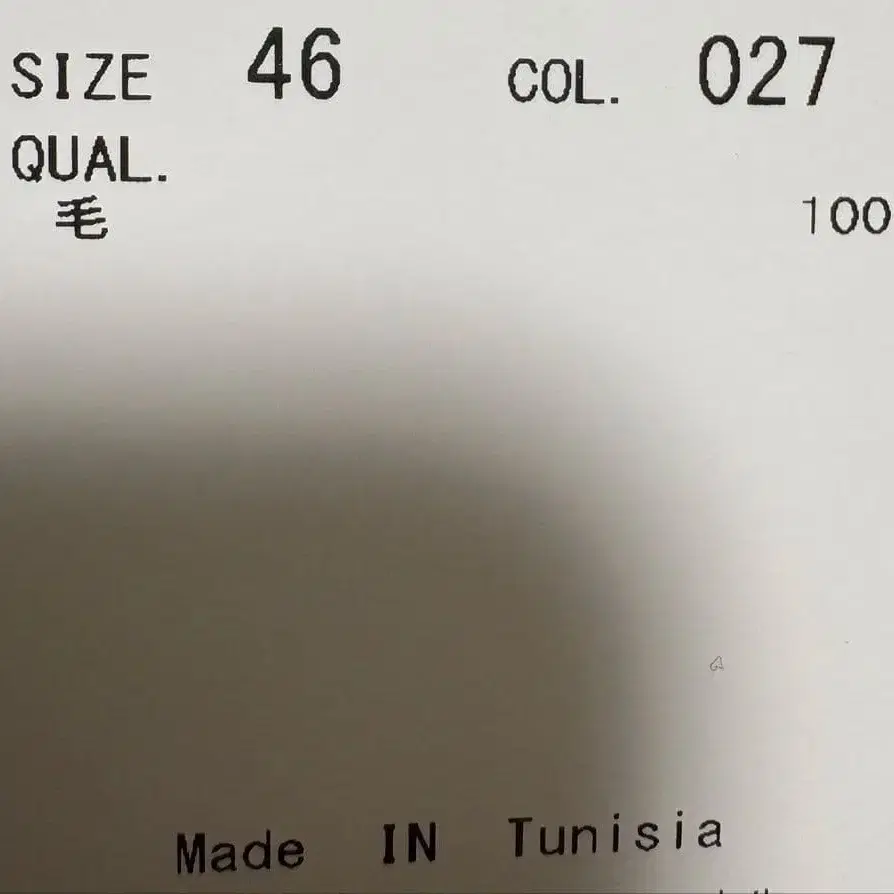 SIZE 46 COL. 027
QUAL.
毛 100
Made IN Tunisia